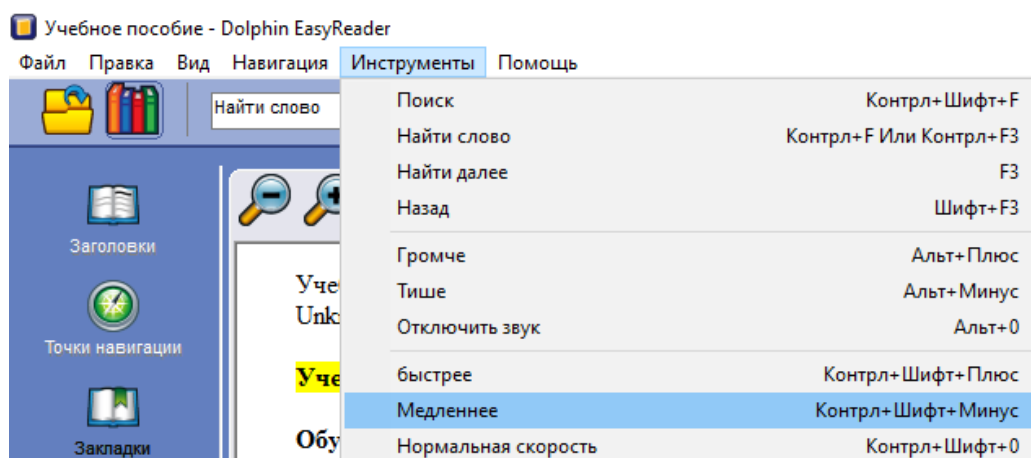 Учебное пособие - Dolphin EasyReader
Файл Правка Вид Навигация Инструменты Помощь
Найти слово
Поиск Контрл+Шифт+F
Найти слово Контрл+F Или Контрл+F3
Найти далее F3
Назад Шифт+F3
Громче Альт+Плюс
Тише Альт+Минус
Отключить звук Альт+0
быстрее Контрл+Шифт+Плюс
Медленнее Контрл+Шифт+Минус
Нормальная скорость Контрл+Шифт+0
Заголовки
Точки навигации
Закладки